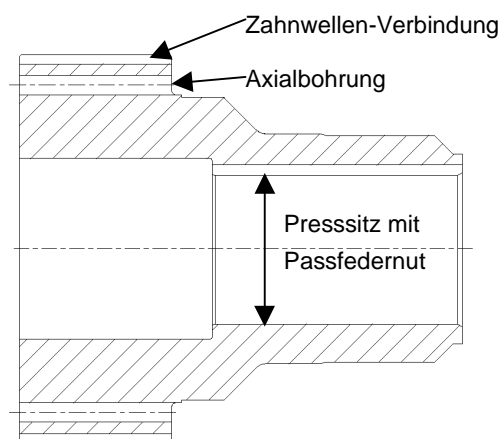 Zahnwellen-Verbindung
Axialbohrung
Presssitz mit
Passfedernut